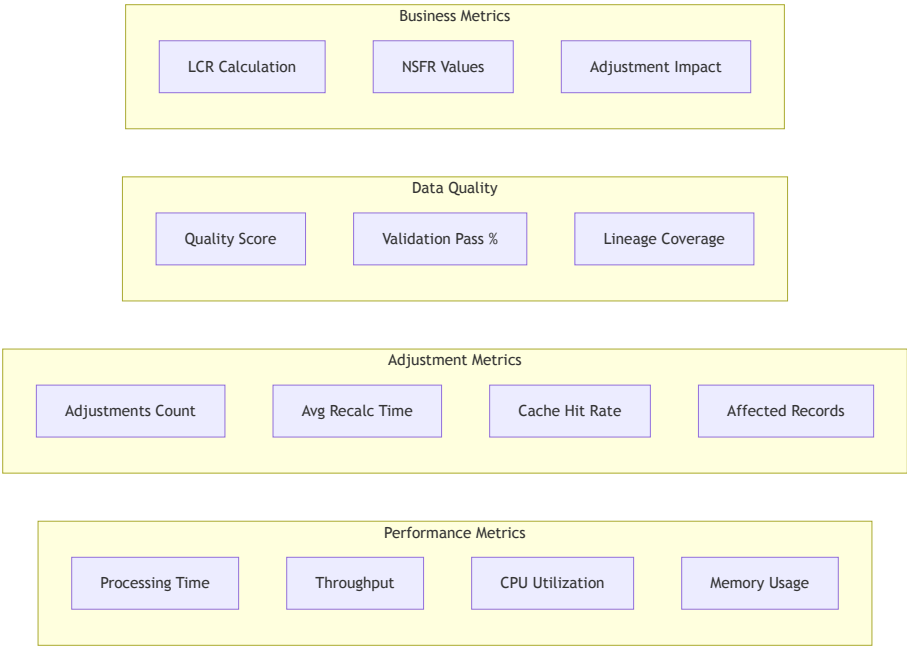 Business Metrics
LCR Calculation
NSFR Values
Adjustment Impact
Data Quality
Quality Score
Validation Pass %
Lineage Coverage
Adjustment Metrics
Adjustments Count
Avg Recalc Time
Cache Hit Rate
Affected Records
Performance Metrics
Processing Time
Throughput
CPU Utilization
Memory Usage